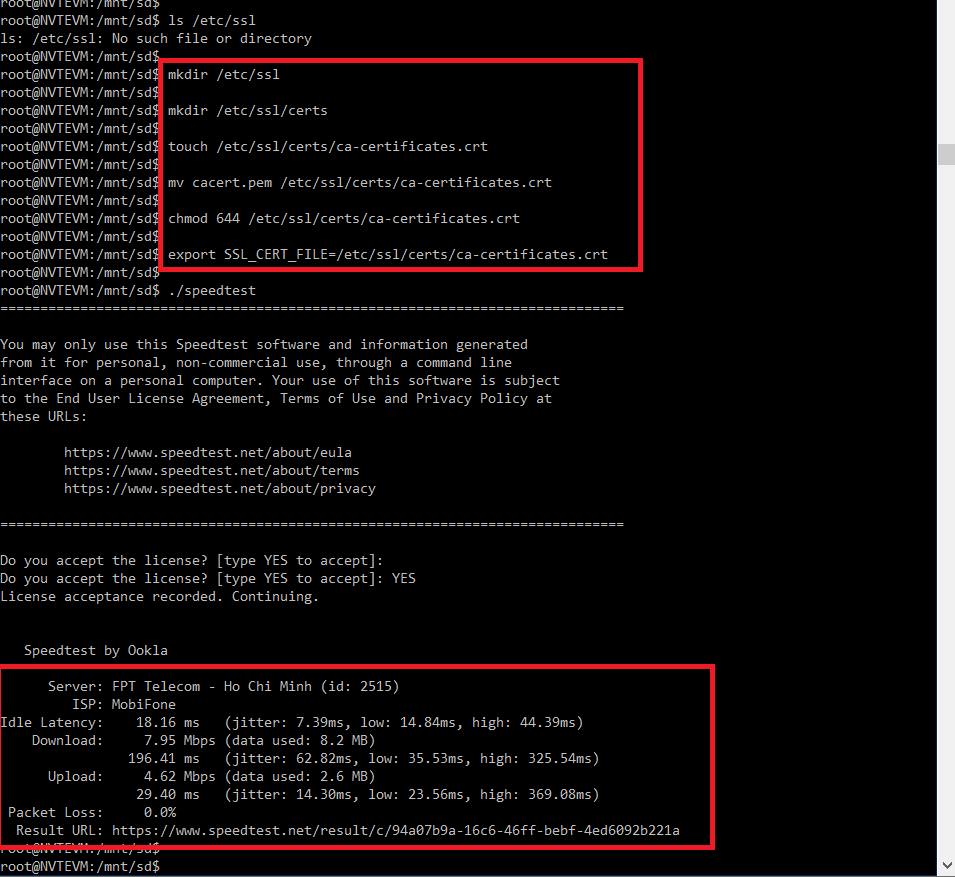 root@NVTEVM:/mnt/sd$
root@NVTEVM:/mnt/sd$ ls /etc/ssl
ls: /etc/ssl: No such file or directory
root@NVTEVM:/mnt/sd$
root@NVTEVM:/mnt/sd$ mkdir /etc/ssl
root@NVTEVM:/mnt/sd$
root@NVTEVM:/mnt/sd$ mkdir /etc/ssl/certs
root@NVTEVM:/mnt/sd$
root@NVTEVM:/mnt/sd$ touch /etc/ssl/certs/ca-certificates.crt
root@NVTEVM:/mnt/sd$
root@NVTEVM:/mnt/sd$ mv cacert.pem /etc/ssl/certs/ca-certificates.crt
root@NVTEVM:/mnt/sd$
root@NVTEVM:/mnt/sd$ chmod 644 /etc/ssl/certs/ca-certificates.crt
root@NVTEVM:/mnt/sd$
root@NVTEVM:/mnt/sd$ export SSL_CERT_FILE=/etc/ssl/certs/ca-certificates.crt
root@NVTEVM:/mnt/sd$
root@NVTEVM:/mnt/sd$ ./speedtest
==============================================================================
You may only use this Speedtest software and information generated
from it for personal, non-commercial use, through a command line
interface on a personal computer. Your use of this software is subject
to the End User License Agreement, Terms of Use and Privacy Policy at
these URLs:
https://www.speedtest.net/about/eula
https://www.speedtest.net/about/terms
https://www.speedtest.net/about/privacy
==============================================================================
Do you accept the license? [type YES to accept]:
Do you accept the license? [type YES to accept]: YES
License acceptance recorded. Continuing.
Speedtest by Ookla
Server: FPT Telecom - Ho Chi Minh (id: 2515)
ISP: MobiFone
Idle Latency: 18.16 ms (jitter: 7.39ms, low: 14.84ms, high: 44.39ms)
Download: 7.95 Mbps (data used: 8.2 MB)
196.41 ms (jitter: 62.82ms, low: 35.53ms, high: 325.54ms)
Upload: 4.62 Mbps (data used: 2.6 MB)
29.40 ms (jitter: 14.30ms, low: 23.56ms, high: 369.08ms)
Packet Loss: 0.0%
Result URL: https://www.speedtest.net/result/c/94a07b9a-16c6-46ff-bebf-4ed6092b221a
root@NVTEVM:/mnt/sd$
root@NVTEVM:/mnt/sd$